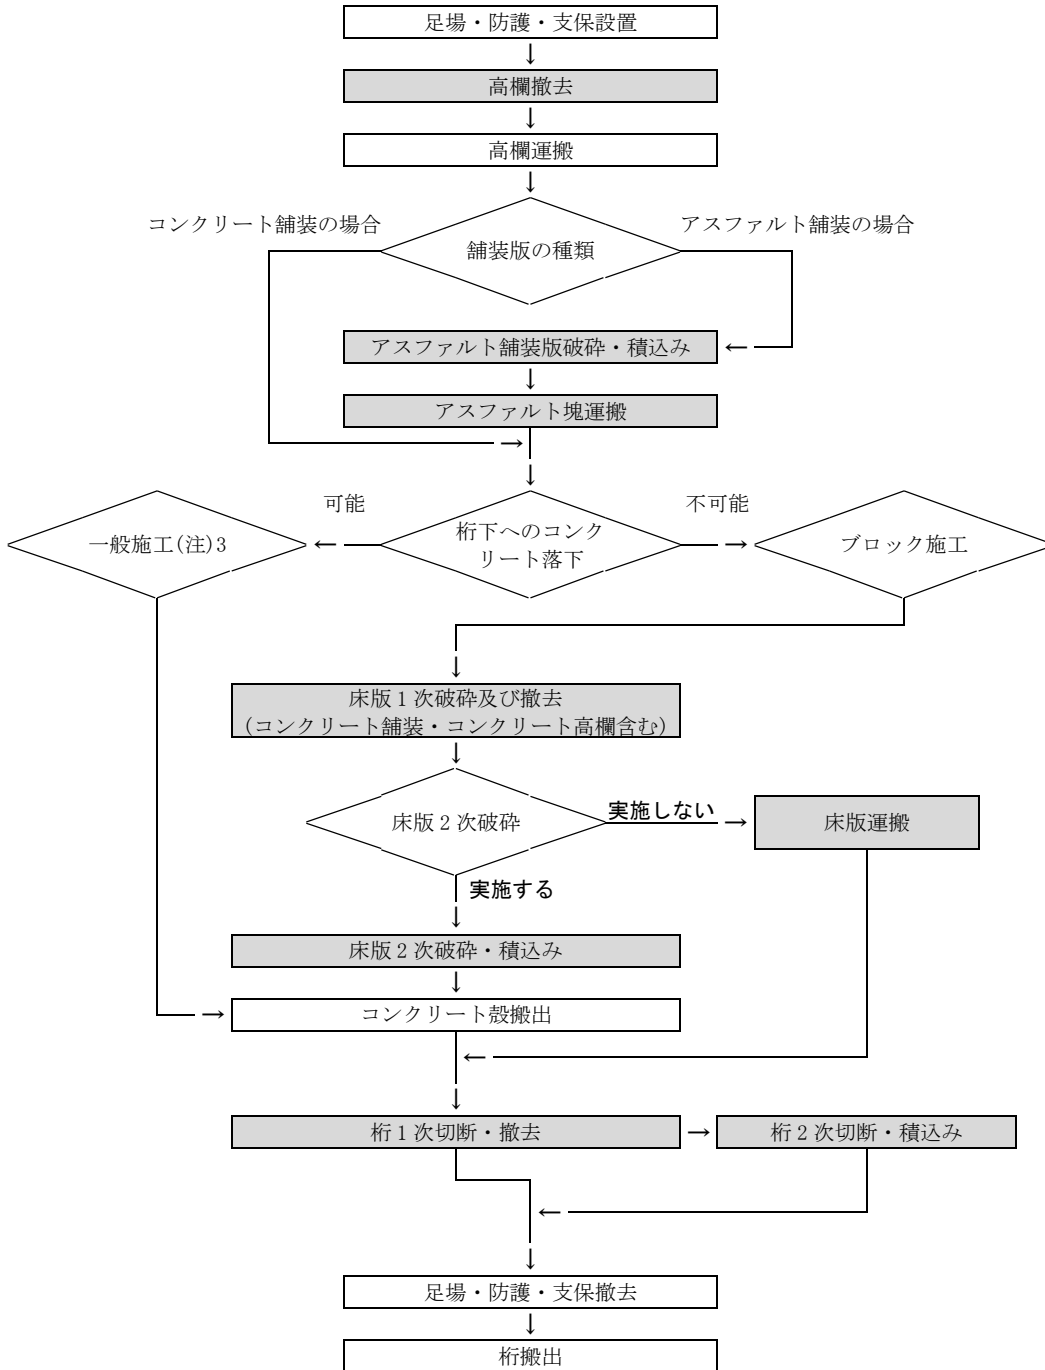 足場・防護・支保設置
高欄撤去
高欄運搬
コンクリート舗装の場合
アスファルト舗装の場合
舗装版の種類
アスファルト舗装版破砕・積込み
アスファルト塊運搬
可能
不可能
一般施工(注)3
桁下へのコンク
リート落下
ブロック施工
床版1次破砕及び撤去
(コンクリート舗装・コンクリート高欄含む)
床版2次破砕
実施しない
床版運搬
実施する
床版2次破砕・積込み
コンクリート殻搬出
桁1次切断・撤去
桁2次切断・積込み
足場・防護・支保撤去
桁搬出